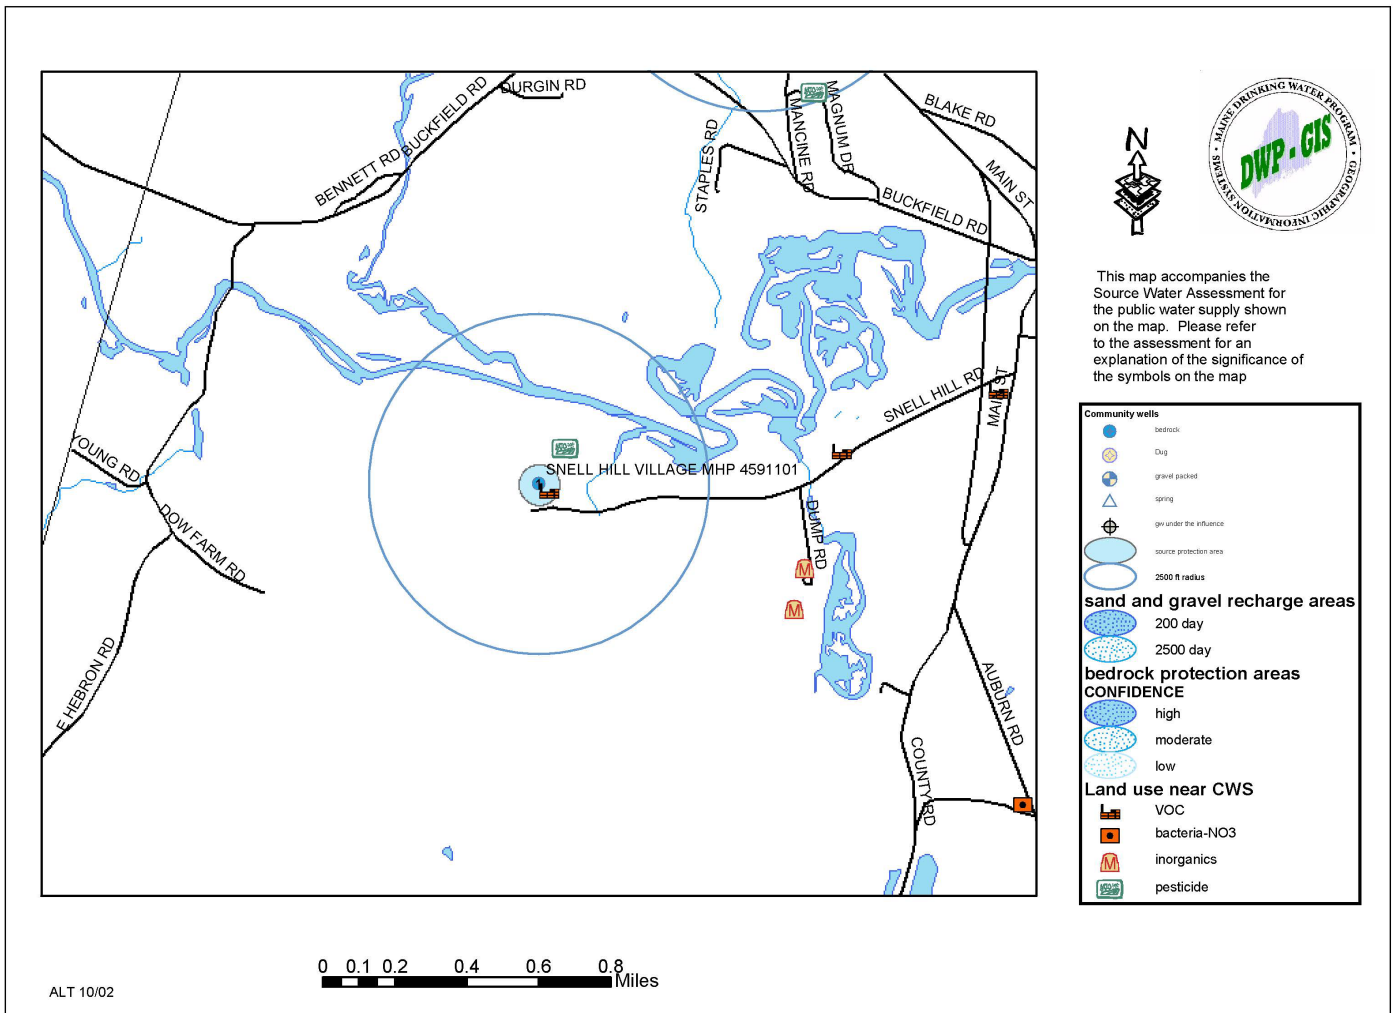 DURGIN RD
BUCKFIELD RD
BENNETT RD
STAPLES RD
MANCINE RD
MAGNUM DR
BLAKE RD
MAIN ST
BUCKFIELD RD
SNELL HILL RD
MAIN ST
YOUNG RD
DOW FARM RD
E HEBRON RD
1
SNELL HILL VILLAGE MHP 4591101
DUMP RD
M
M
AUBURN RD
COUNTY RD
N
MAINE DRINKING WATER PROGRAM • GEOGRAPHIC INFORMATION SYSTEMS •
DWP - GIS
This map accompanies the
Source Water Assessment for
the public water supply shown
on the map. Please refer
to the assessment for an
explanation of the significance of
the symbols on the map
Community wells
bedrock
Dug
gravel packed
spring
gw under the influence
source protection area
2500 ft radius
sand and gravel recharge areas
200 day
2500 day
bedrock protection areas
CONFIDENCE
high
moderate
low
Land use near CWS
VOC
bacteria-NO3
M inorganics
pesticide
0 0.1 0.2 0.4 0.6 0.8
Miles
ALT 10/02